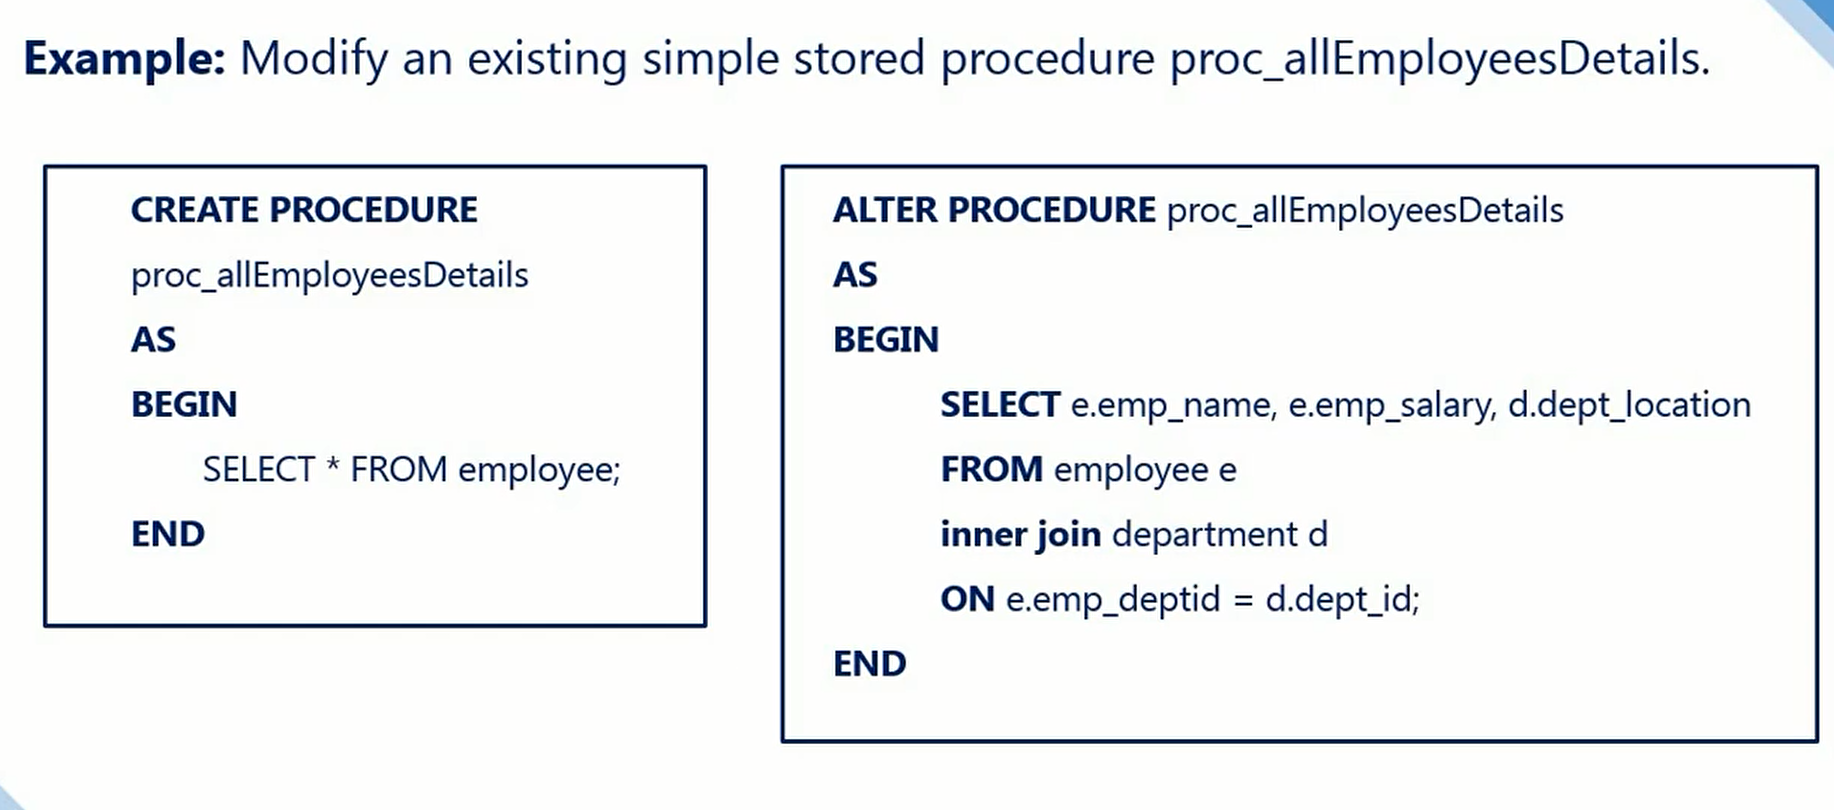 Example: Modify an existing simple stored procedure proc_allEmployeesDetails.
CREATE PROCEDURE
proc_allEmployeesDetails
AS
BEGIN
SELECT * FROM employee;
END
ALTER PROCEDURE proc_allEmployeesDetails
AS
BEGIN
SELECT e.emp_name, e.emp_salary, d.dept_location
FROM employee e
inner join department d
ON e.emp_deptid = d.dept_id;
END